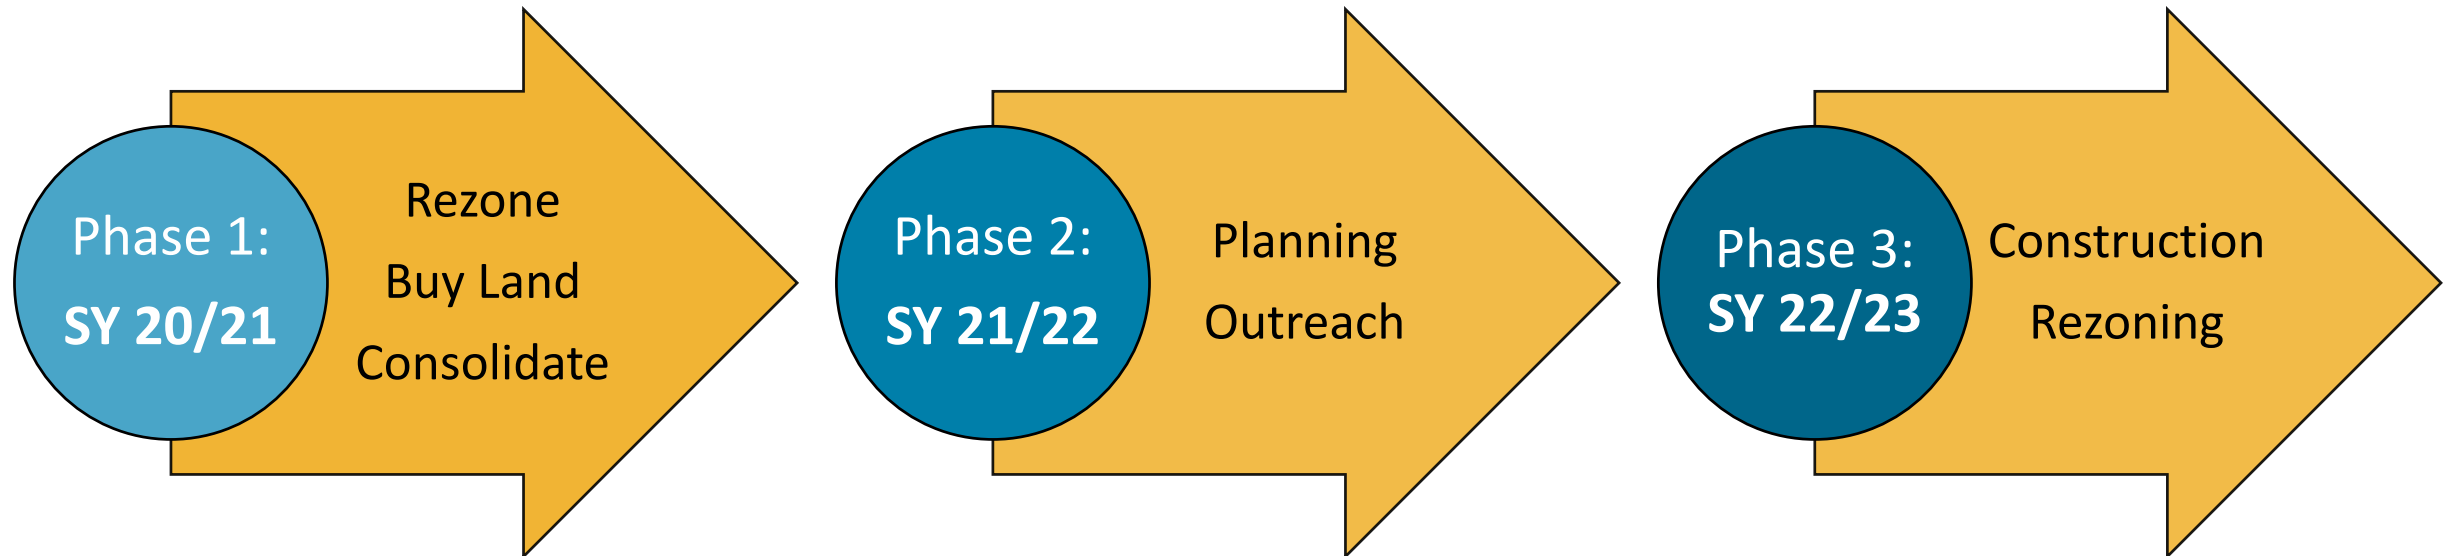 Phase 1:
SY 20/21
Rezone
Buy Land
Consolidate
Phase 2:
SY 21/22
Planning
Outreach
Phase 3:
SY 22/23
Construction
Rezoning